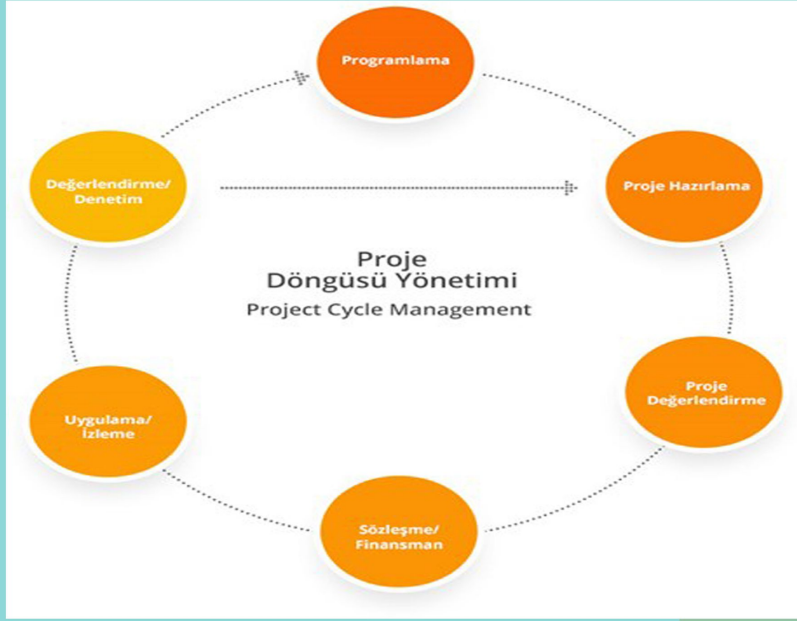 Programlama
Proje Hazırlama
Proje
Değerlendirme
Sözleşme/
Finansman
Uygulama/
İzleme
Değerlendirme/
Denetim
Proje
Döngüsü Yönetimi
Project Cycle Management